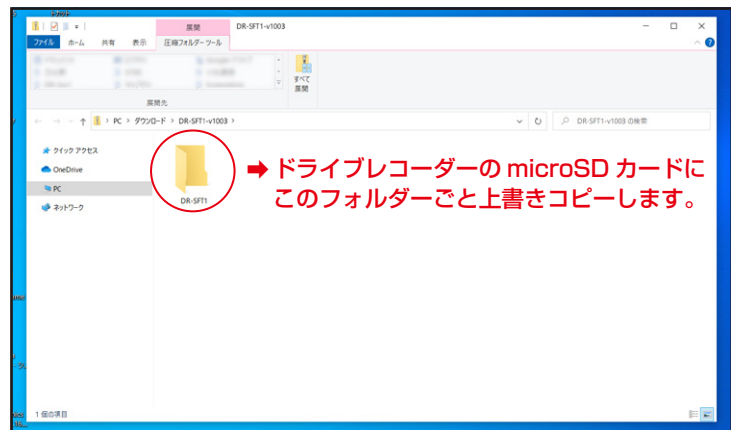 展開
DR-SFT1-v1003
ファイル
ホーム
共有
表示
圧縮フォルダー ツール
すべて
展開
展開先
PC › ダウンロード › DR-SFT1-v1003 ›
DR-SFT1-v1003 の検索
クイック アクセス
OneDrive
PC
ネットワーク
DR-SFT1
➡ ドライブレコーダーの microSD カードに
このフォルダーごと上書きコピーします。
1 個の項目